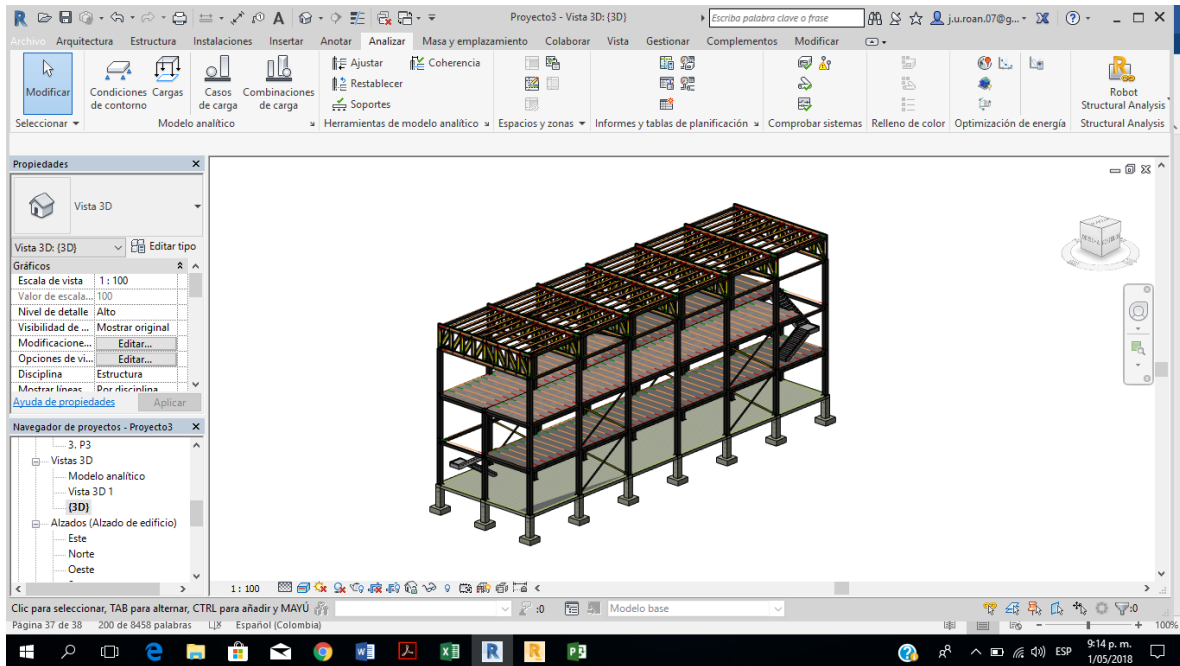 Proyecto3 - Vista 3D: {3D}
Escriba palabra clave o frase
j.u.roan.07@g...
Archivo Arquitectura Estructura Instalaciones Insertar Anotar Analizar Masa y emplazamiento Colaborar Vista Gestionar Complementos Modificar
Modificar
Condiciones de contorno
Cargas
Casos de carga
Combinaciones de carga
Ajustar
Restablecer
Soportes
Coherencia
Robot Structural Analysis
Seleccionar Modelo analítico Herramientas de modelo analítico Espacios y zonas Informes y tablas de planificación Comprobar sistemas Relleno de color Optimización de energía Structural Analysis
Propiedades
Vista 3D
Vista 3D: {3D} Editar tipo
Gráficos
Escala de vista 1 : 100
Valor de escala... 100
Nivel de detalle Alto
Visibilidad de ... Mostrar original
Modificacione... Editar...
Opciones de vi... Editar...
Disciplina Estructura
Mostrar líneas Por disciplina
Ayuda de propiedades Aplicar
Navegador de proyectos - Proyecto3
3. P3
Vistas 3D
Modelo analítico
Vista 3D 1
{3D}
Alzados (Alzado de edificio)
Este
Norte
Oeste
1 : 100
Clic para seleccionar, TAB para alternar, CTRL para añadir y MAYÚ
:0
Modelo base
:0
Página 37 de 38 200 de 8458 palabras Español (Colombia)
100%
ESP
9:14 p. m.
1/05/2018